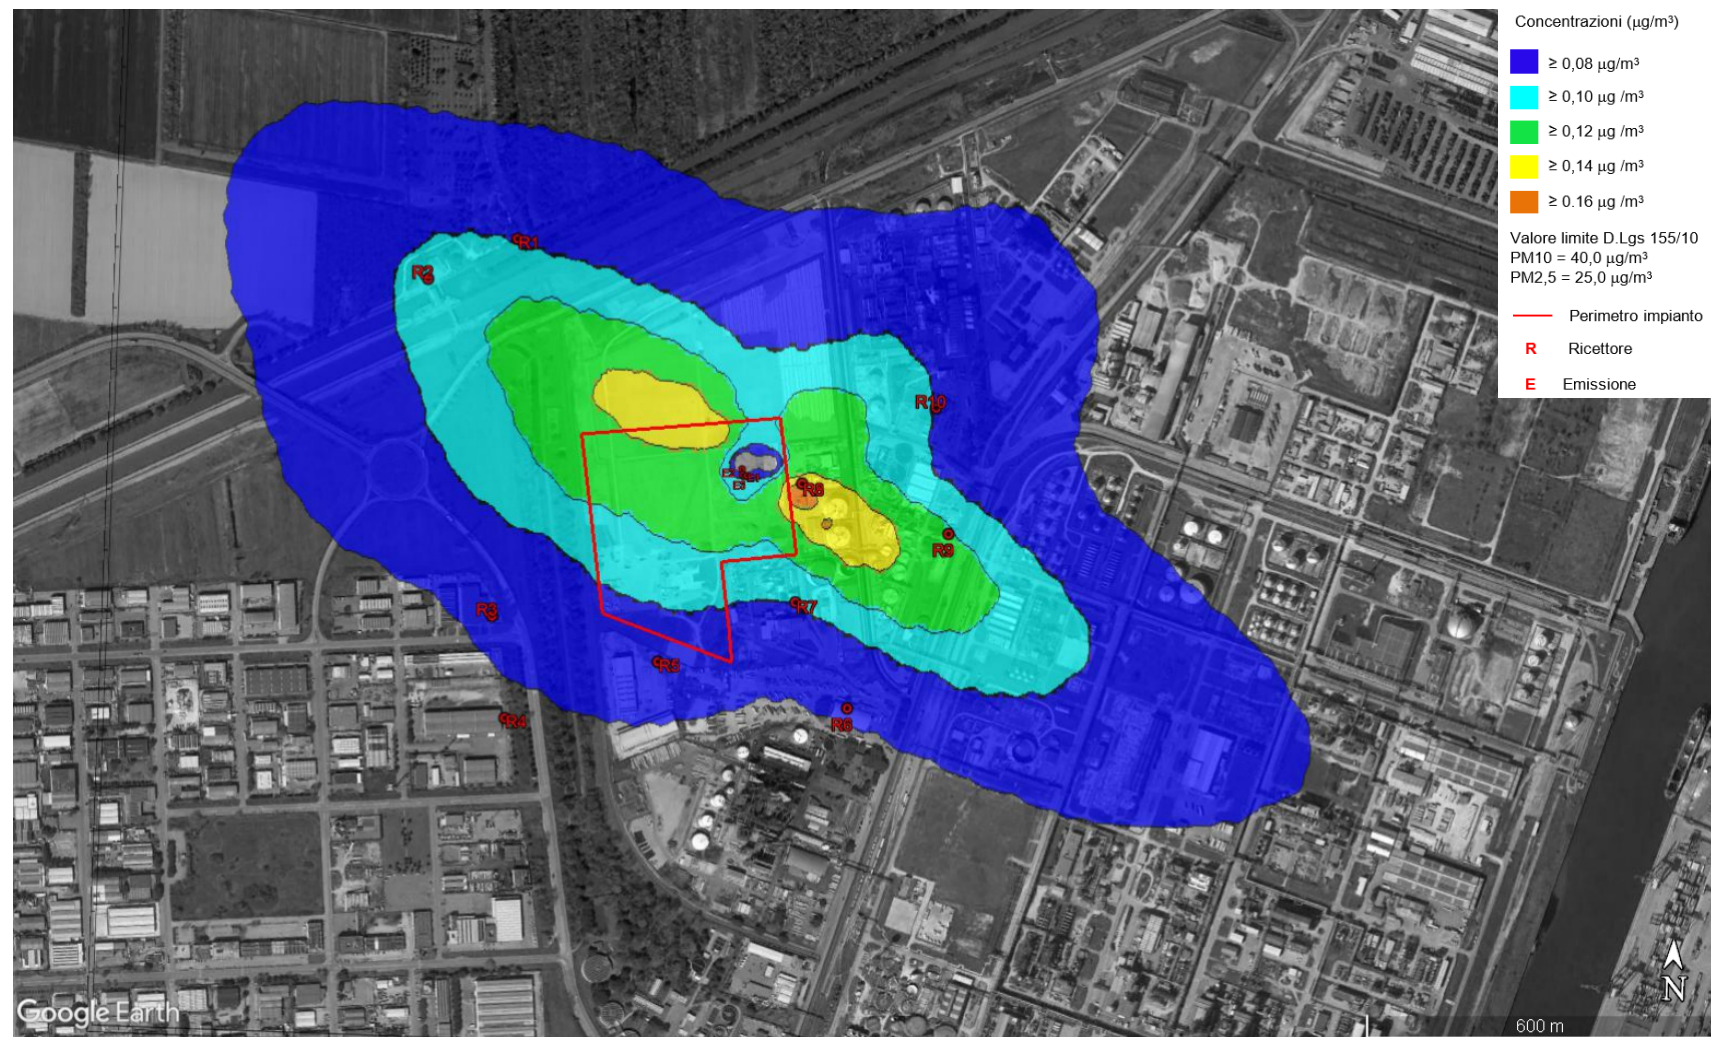 Concentrazioni (µg/m³)
≥ 0,08 µg/m³
≥ 0,10 µg /m³
≥ 0,12 µg /m³
≥ 0,14 µg /m³
≥ 0.16 µg /m³
Valore limite D.Lgs 155/10
PM10 = 40,0 µg/m³
PM2,5 = 25,0 µg/m³
Perimetro impianto
R Ricettore
E Emissione
R1
R2
R10
R8
R9
R3
R7
R5
R4
R6
N
Google Earth
600 m